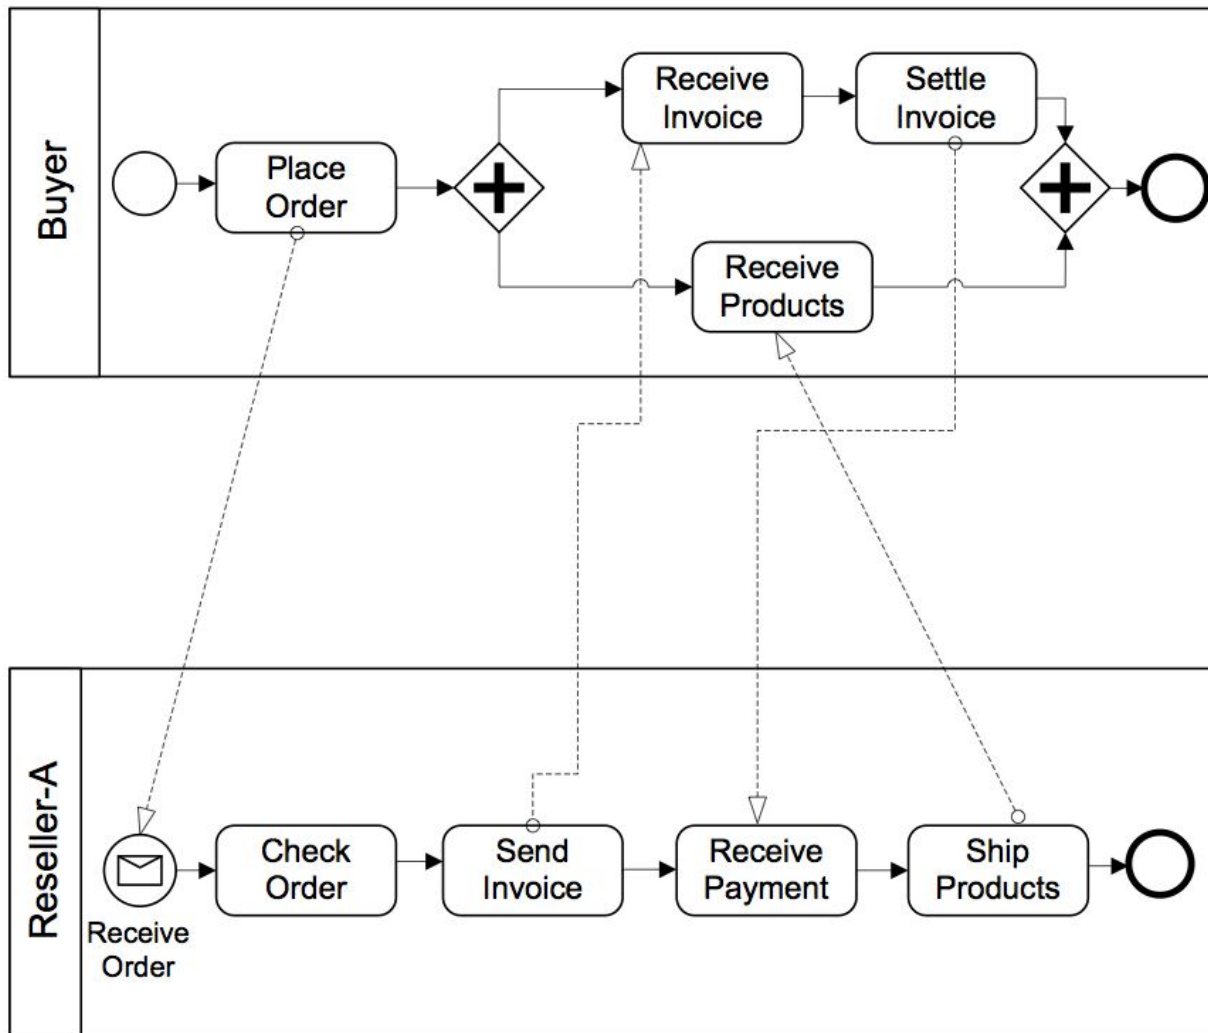 Buyer
Place
Order
Receive
Invoice
Settle
Invoice
Receive
Products
Reseller-A
Receive
Order
Check
Order
Send
Invoice
Receive
Payment
Ship
Products